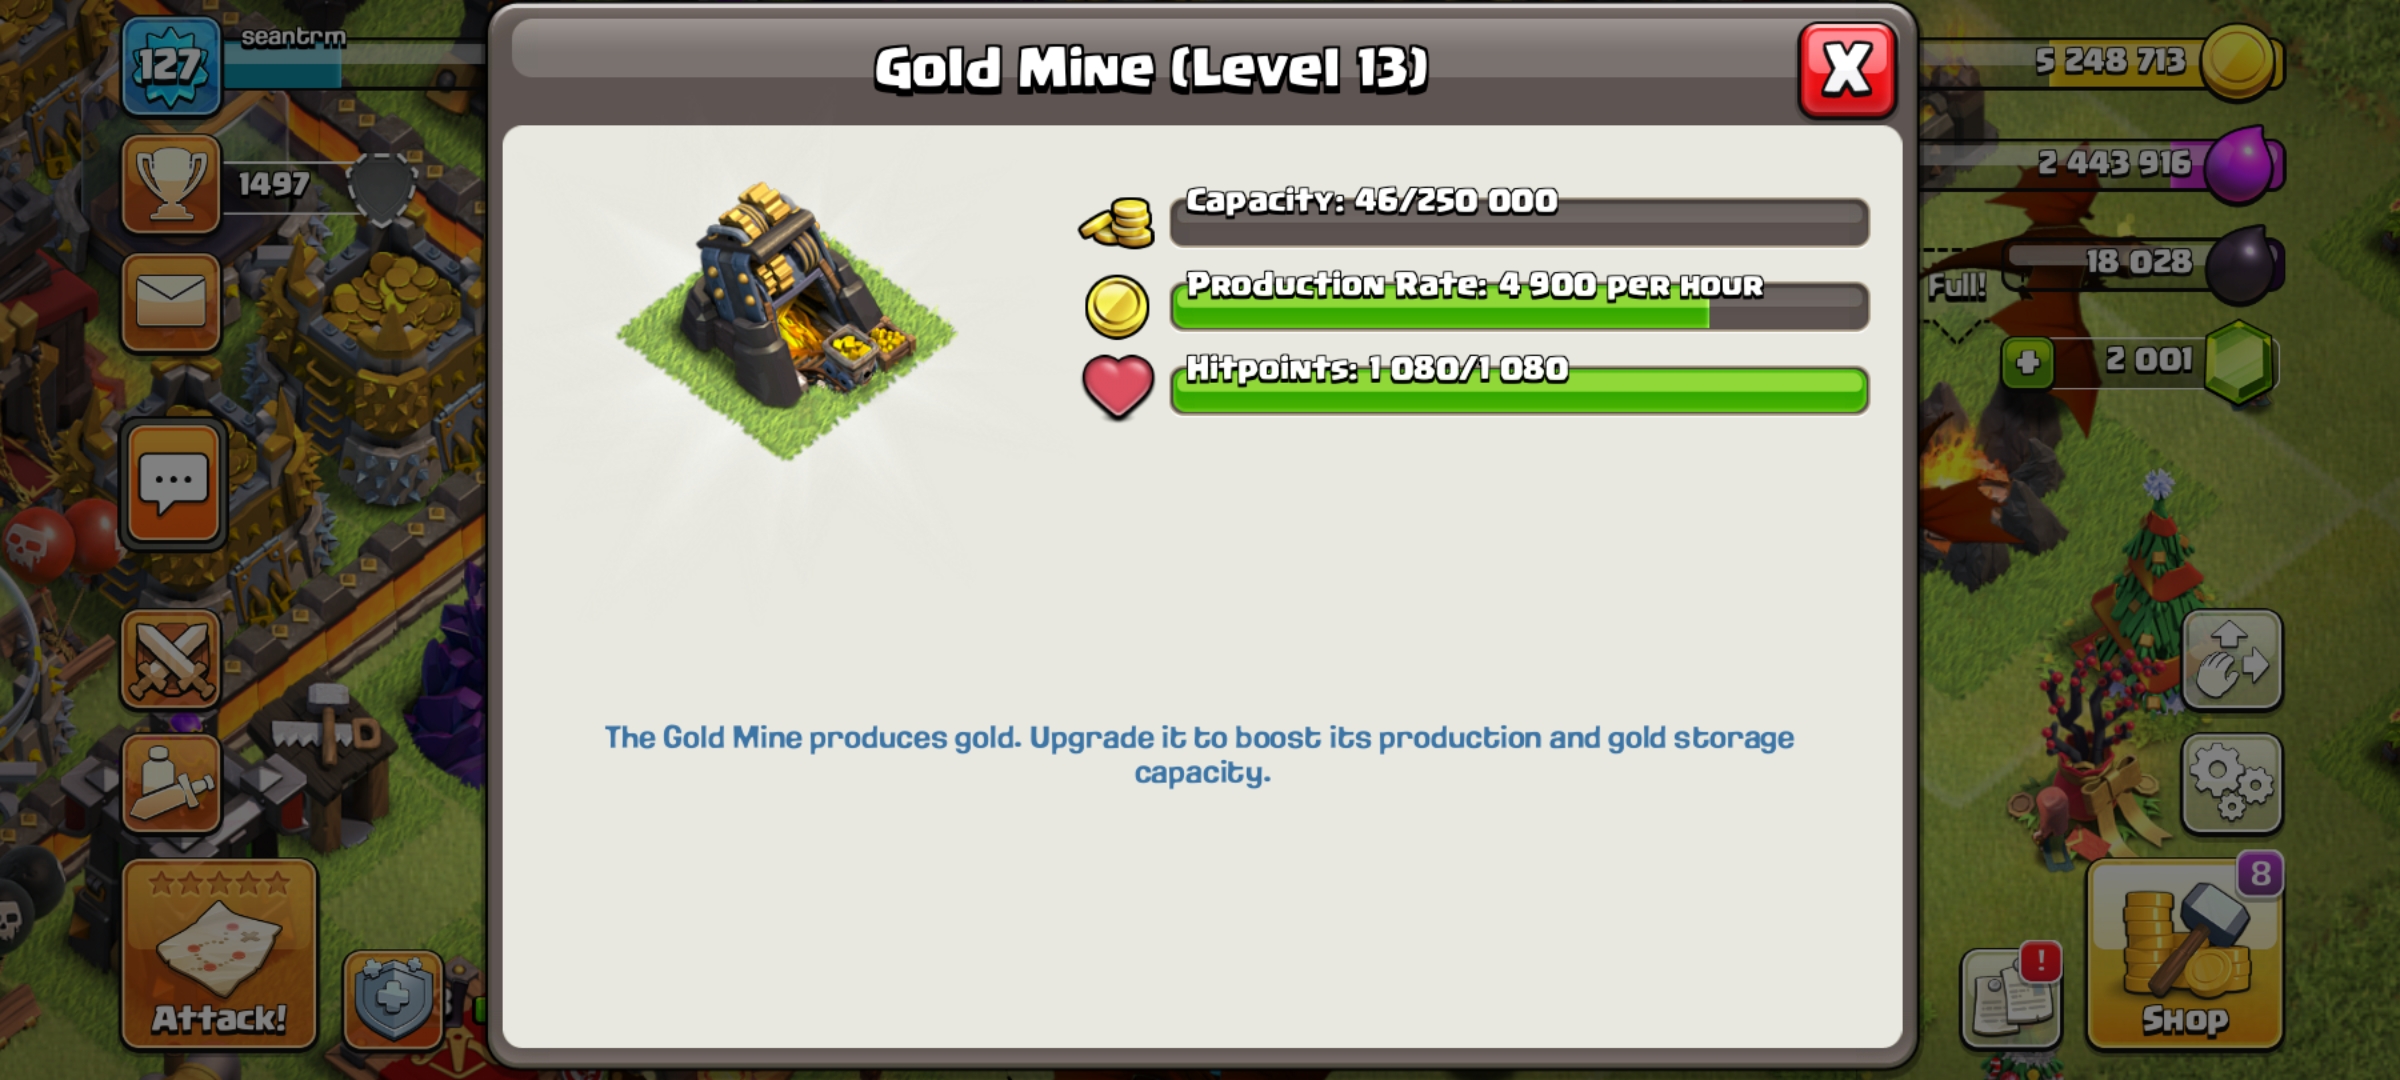 Gold Mine (Level 13)
X
127
seantrm
1497
5 248 713
2 443 916
18 028
Full!
2 001
Capacity: 46/250 000
Production Rate: 4 900 per hour
Hitpoints: 1 080/1 080
The Gold Mine produces gold. Upgrade it to boost its production and gold storage
capacity.
Attack!
8
!
Shop